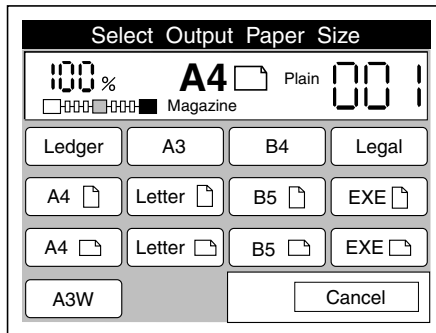 Select Output Paper Size
100 % A4 Plain 001
Magazine
Ledger A3 B4 Legal
A4 Letter B5 EXE
A4 Letter B5 EXE
A3W Cancel